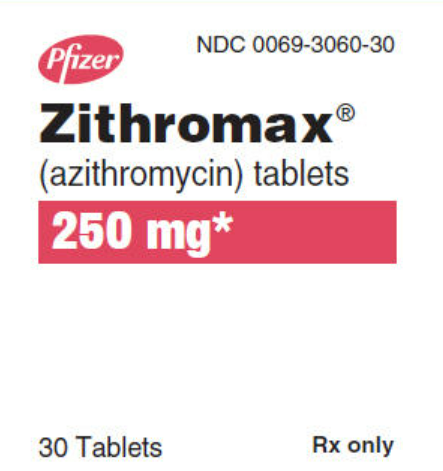 Pfizer
NDC 0069-3060-30
Zithromax®
(azithromycin) tablets
250 mg*
30 Tablets
Rx only